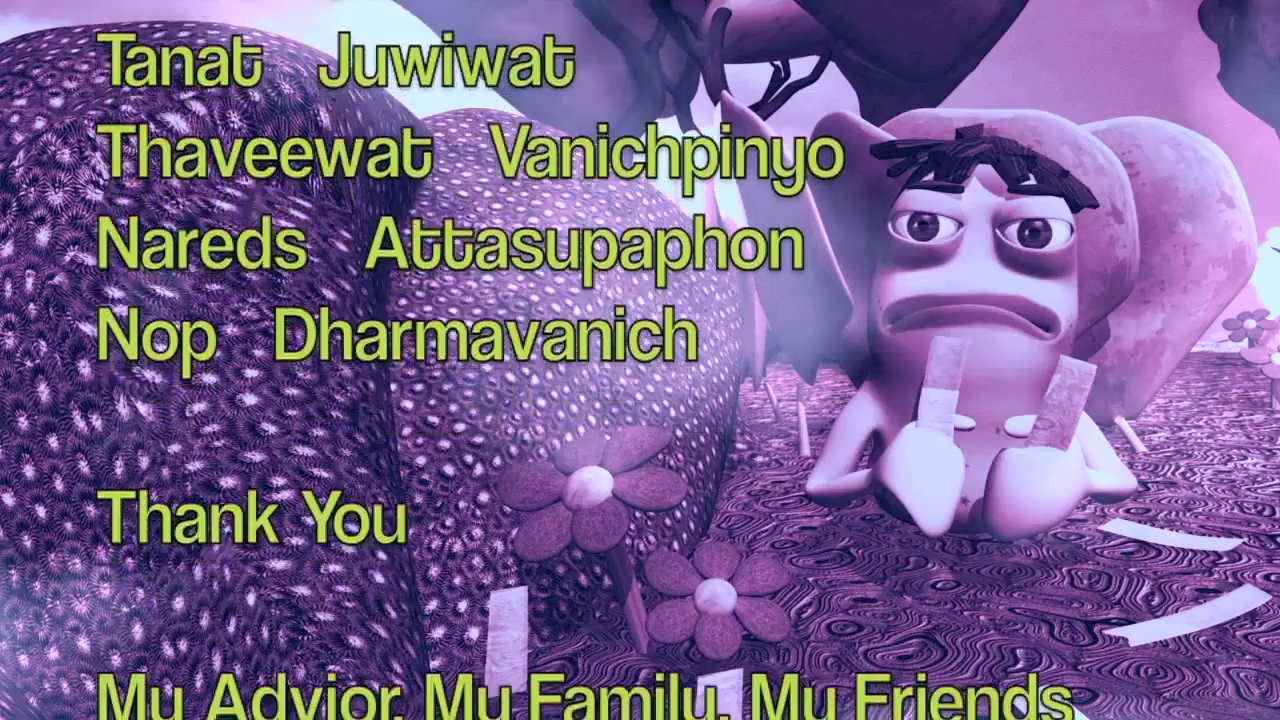 Tanat Juwiwat
Thaveewat Vanichpinyo
Nareds Attasupaphon
Nop Dharmavanich
Thank You
My Advior, My Family, My Friends